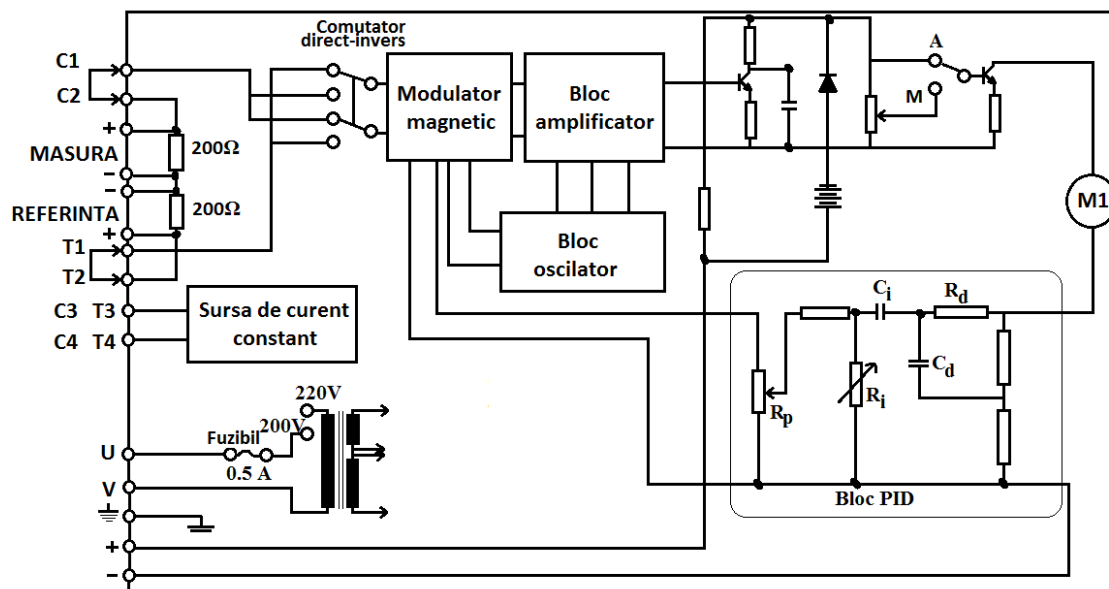 Comutator
direct-invers
C1
C2
+
MASURA
200Ω
−
−
REFERINTA
200Ω
+
T1
T2
C3 T3
C4 T4
Sursa de curent
constant
Modulator
magnetic
Bloc
amplificator
Bloc
oscilator
A
M
M1
Ci
Rd
Cd
Rp
Ri
Bloc PID
220V
200V
Fuzibil
0.5 A
U
V
+
−